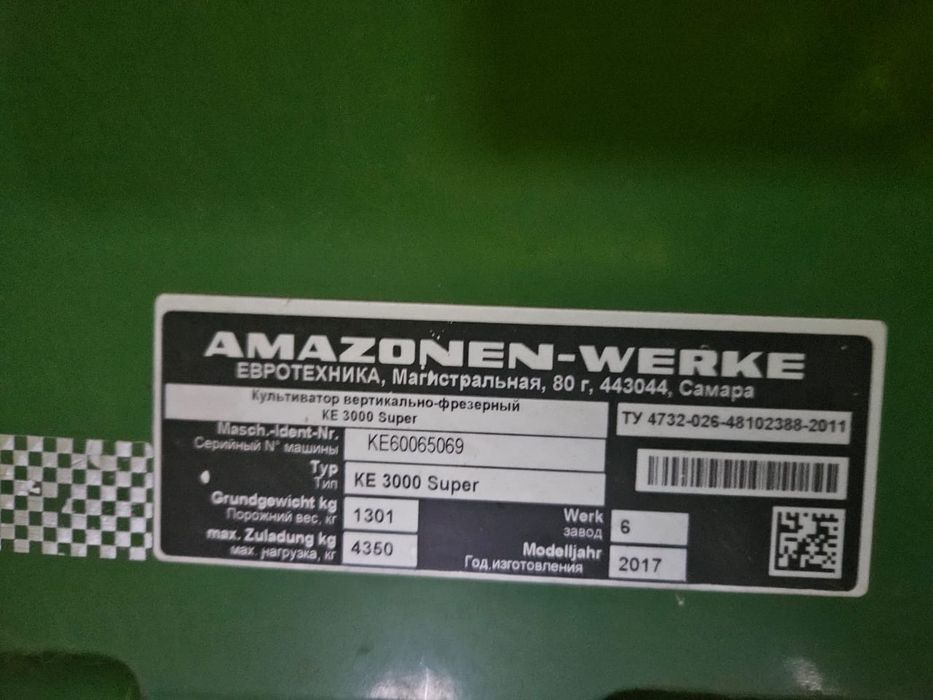 AMAZONEN-WERKE
ЕВРОТЕХНИКА, Магистральная, 80 г, 443044, Самара
Культиватор вертикально-фрезерный
KE 3000 Super
ТУ 4732-026-48102388-2011
Masch.-Ident-Nr.
Серийный N° машины
KE60065069
Typ
Тип
KE 3000 Super
Grundgewicht kg
Порожний вес, кг
1301
Werk
завод
6
max. Zuladung kg
мах. нагрузка, кг
4350
Modelljahr
Год изготовления
2017